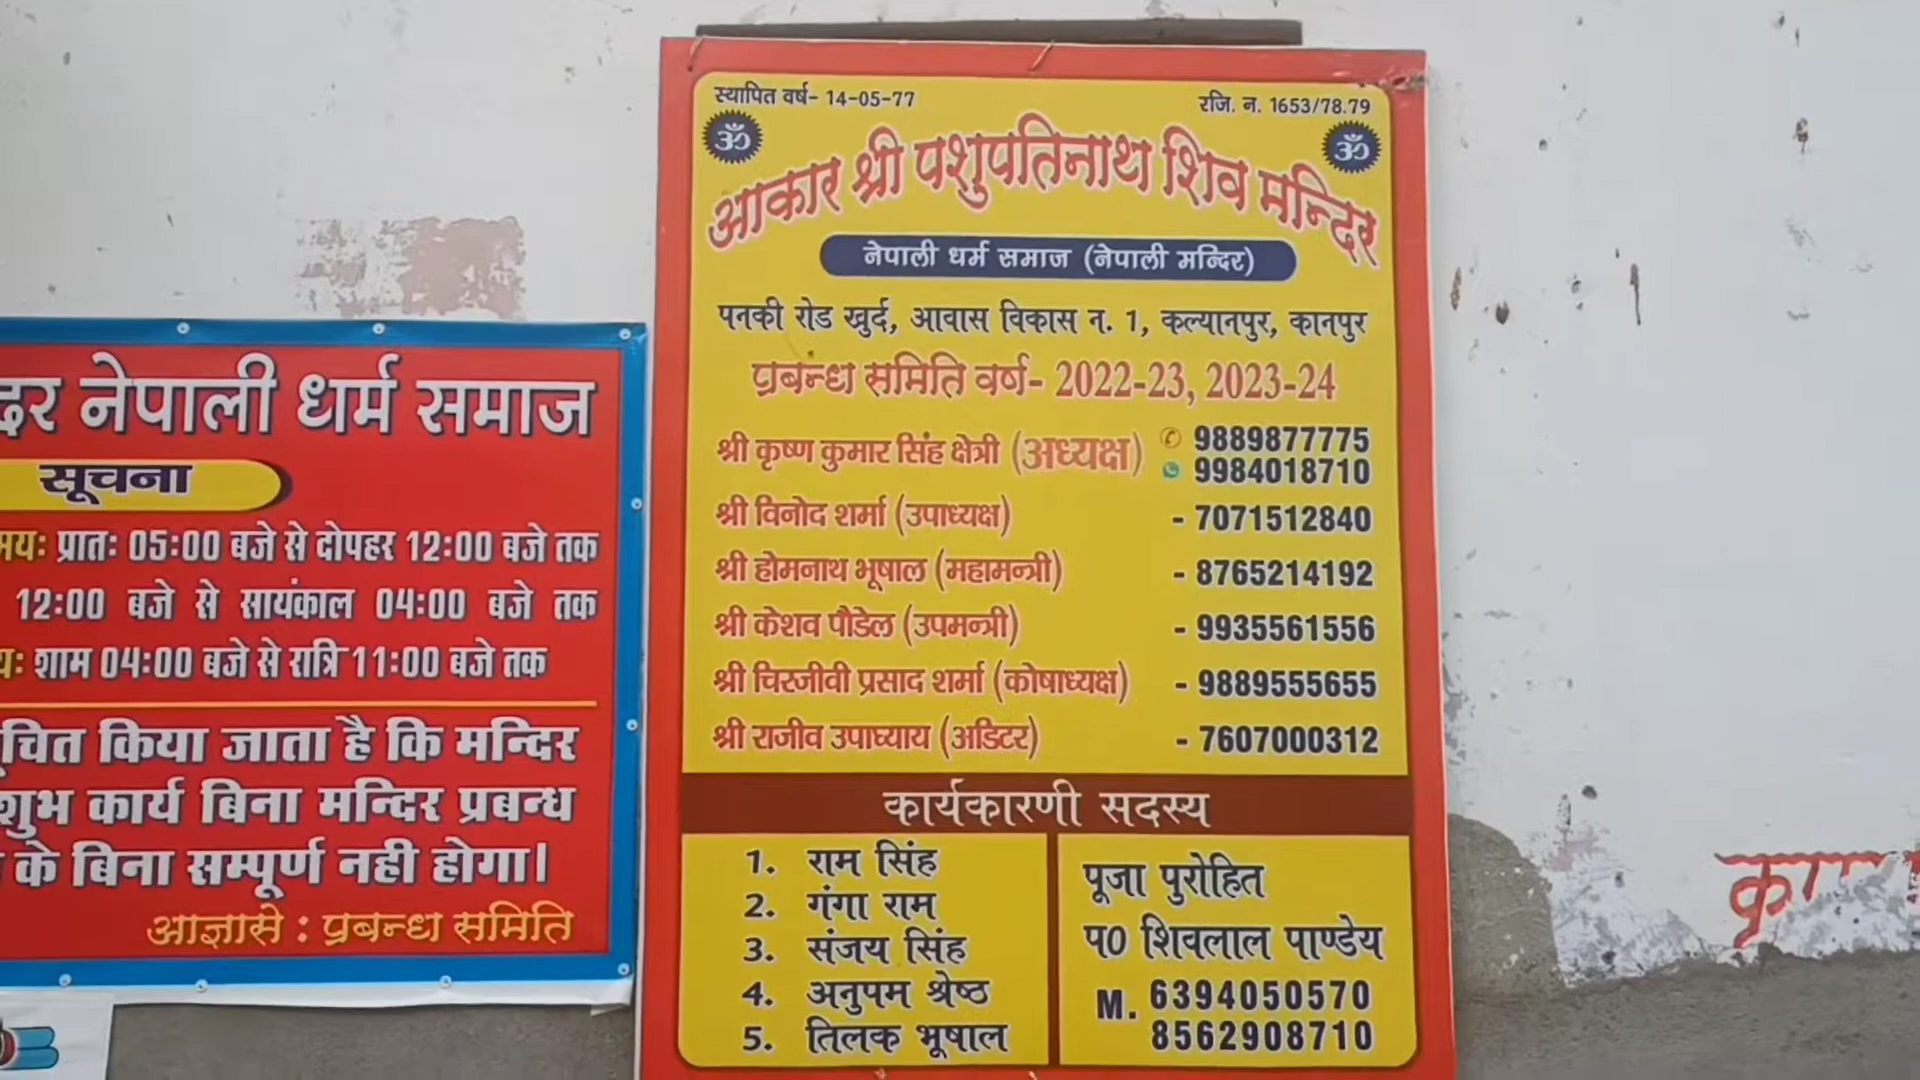 दर नेपाली धर्म समाज
सूचना
मयः प्रातः 05:00 बजे से दोपहर 12:00 बजे तक
12:00 बजे से सायंकाल 04:00 बजे तक
यः शाम 04:00 बजे से रात्रि 11:00 बजे तक
चित किया जाता है कि मन्दिर
शुभ कार्य बिना मन्दिर प्रबन्ध
के बिना सम्पूर्ण नही होगा।
आज्ञासे : प्रबन्ध समिति
स्थापित वर्ष- 14-05-77
रजि. न. 1653/78.79
ॐ
ॐ
आकार श्री पशुपतिनाथ शिव मन्दिर
नेपाली धर्म समाज (नेपाली मन्दिर)
पनकी रोड खुर्द, आवास विकास न. 1, कल्यानपुर, कानपुर
प्रबन्ध समिति वर्ष- 2022-23, 2023-24
श्री कृष्ण कुमार सिंह क्षेत्री (अध्यक्ष) 9889877775
9984018710
श्री विनोद शर्मा (उपाध्यक्ष) - 7071512840
श्री होमनाथ भूषाल (महामन्त्री) - 8765214192
श्री केशव पौडेल (उपमन्त्री) - 9935561556
श्री चिरजीवी प्रसाद शर्मा (कोषाध्यक्ष) - 9889555655
श्री राजीव उपाघ्याय (अडिटर) - 7607000312
कार्यकारणी सदस्य
1. राम सिंह
2. गंगा राम
3. संजय सिंह
4. अनुपम श्रेष्ठ
5. तिलक भूषाल
पूजा पुरोहित
प0 शिवलाल पाण्डेय
M. 6394050570
8562908710